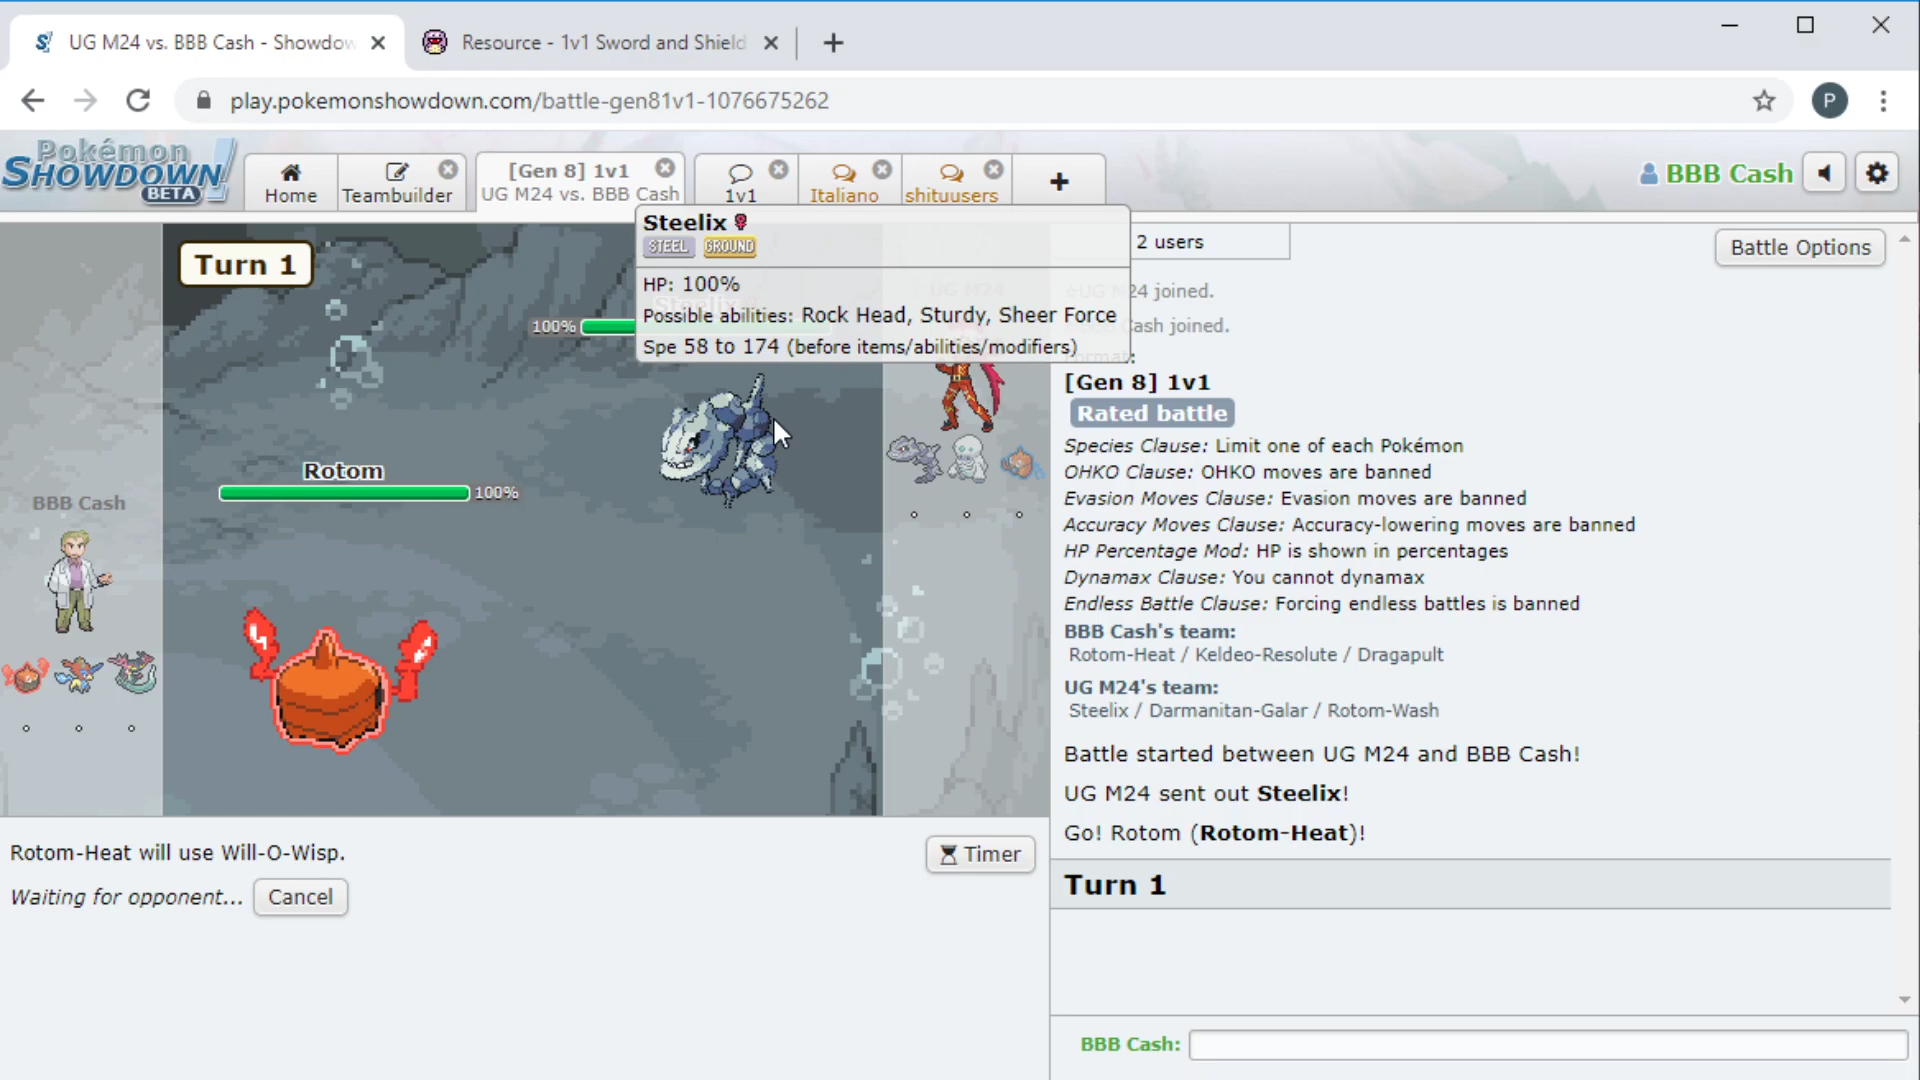 UG M24 vs. BBB Cash - Showdow
Resource - 1v1 Sword and Shield
play.pokemonshowdown.com/battle-gen81v1-1076675262
P
Pokémon
SHOWDOWN!
BETA
Home
Teambuilder
[Gen 8] 1v1
UG M24 vs. BBB Cash
1v1
Italiano
shituusers
BBB Cash
Turn 1
Steelix
STEEL GROUND
HP: 100%
Possible abilities: Rock Head, Sturdy, Sheer Force
Spe 58 to 174 (before items/abilities/modifiers)
100%
Rotom
100%
BBB Cash
2 users
Battle Options
24 joined.
ash joined.
[Gen 8] 1v1
Rated battle
Species Clause: Limit one of each Pokémon
OHKO Clause: OHKO moves are banned
Evasion Moves Clause: Evasion moves are banned
Accuracy Moves Clause: Accuracy-lowering moves are banned
HP Percentage Mod: HP is shown in percentages
Dynamax Clause: You cannot dynamax
Endless Battle Clause: Forcing endless battles is banned
BBB Cash's team:
Rotom-Heat / Keldeo-Resolute / Dragapult
UG M24's team:
Steelix / Darmanitan-Galar / Rotom-Wash
Battle started between UG M24 and BBB Cash!
UG M24 sent out Steelix!
Go! Rotom (Rotom-Heat)!
Turn 1
Rotom-Heat will use Will-O-Wisp.
Timer
Waiting for opponent...
Cancel
BBB Cash: